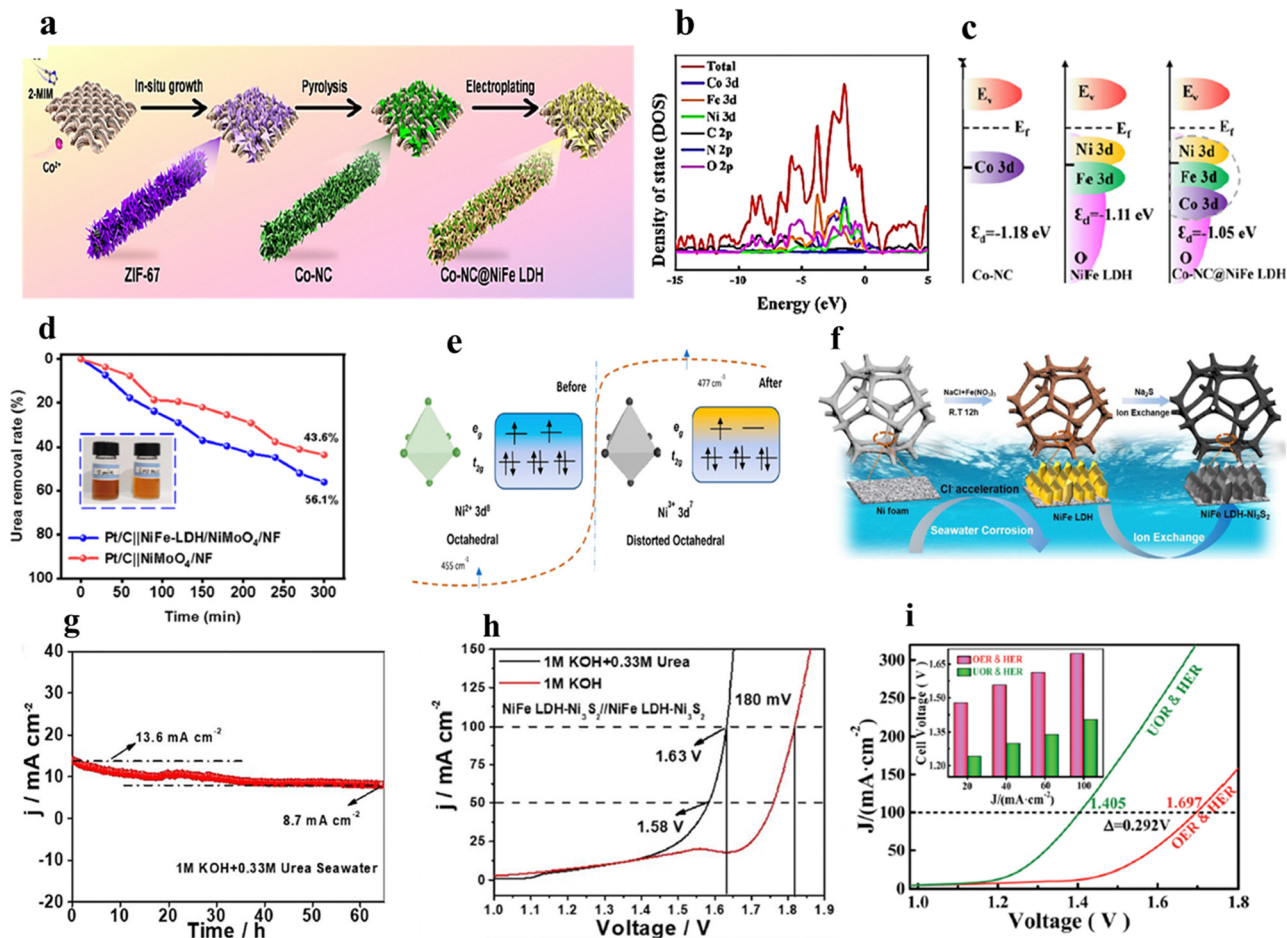 a
2-MIM
Co²⁺
In-situ growth
Pyrolysis
Electroplating
ZIF-67
Co-NC
Co-NC@NiFe LDH
b
Density of state (DOS)
Total
Co 3d
Fe 3d
Ni 3d
C 2p
N 2p
O 2p
-15 -10 -5 0 5
Energy (eV)
c
Eᵥ
Eᵥ
Eᵥ
E_f
E_f
Co 3d
Ni 3d
Fe 3d
Ni 3d
Fe 3d
Co 3d
Ɛd=-1.18 eV
Ɛd=-1.11 eV
Ɛd=-1.05 eV
O
O
Co-NC
NiFe LDH
Co-NC@NiFe LDH
d
Urea removal rate (%)
0
20
40
60
80
100
43.6%
56.1%
Pt/C||NiFe-LDH/NiMoO₄/NF
Pt/C||NiMoO₄/NF
0 50 100 150 200 250 300
Time (min)
e
Before
477 cm⁻¹
After
e_g
t₂g
e_g
t₂g
Ni²⁺ 3d⁸
Octahedral
455 cm⁻¹
Ni³⁺ 3d⁷
Distorted Octahedral
f
NaCl+Fe(NO₃)₃
R.T 12h
Na₂S
Ion Exchange
Ni foam
Cl⁻ acceleration
NiFe LDH
NiFe LDH-Ni₃S₂
Seawater Corrosion
Ion Exchange
g
j / mA cm⁻²
40
30
20
10
0
-10
-20
13.6 mA cm⁻²
8.7 mA cm⁻²
1M KOH+0.33M Urea Seawater
0 10 20 30 40 50 60
Time / h
h
j / mA cm⁻²
150
125
100
75
50
25
0
1M KOH+0.33M Urea
1M KOH
NiFe LDH-Ni₃S₂//NiFe LDH-Ni₃S₂
180 mV
1.63 V
1.58 V
1.0 1.1 1.2 1.3 1.4 1.5 1.6 1.7 1.8 1.9
Voltage / V
i
J/(mA·cm⁻²)
300
250
200
150
100
50
0
Cell Voltage ( V )
1.65
1.50
1.35
1.20
OER & HER
UOR & HER
20 40 60 100
J/(mA·cm⁻²)
UOR & HER
1.405
1.697
Δ=0.292V
OER & HER
1.0 1.2 1.4 1.6 1.8
Voltage ( V )